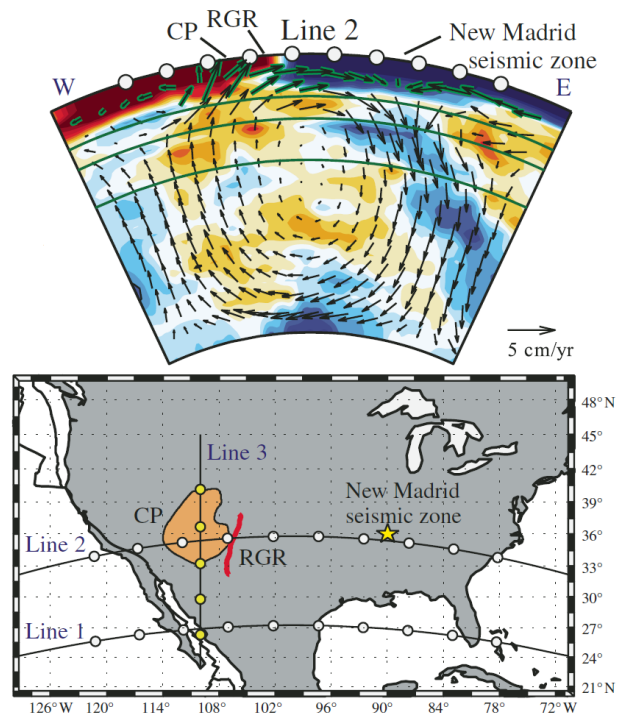 RGR
CP
Line 2
New Madrid
seismic zone
W
E
5 cm/yr
48°N
45°
Line 3
42°
New Madrid
seismic zone
39°
CP
36°
Line 2
RGR
33°
30°
Line 1
27°
24°
21°N
126°W 120° 114° 108° 102° 96° 90° 84° 78° 72°W